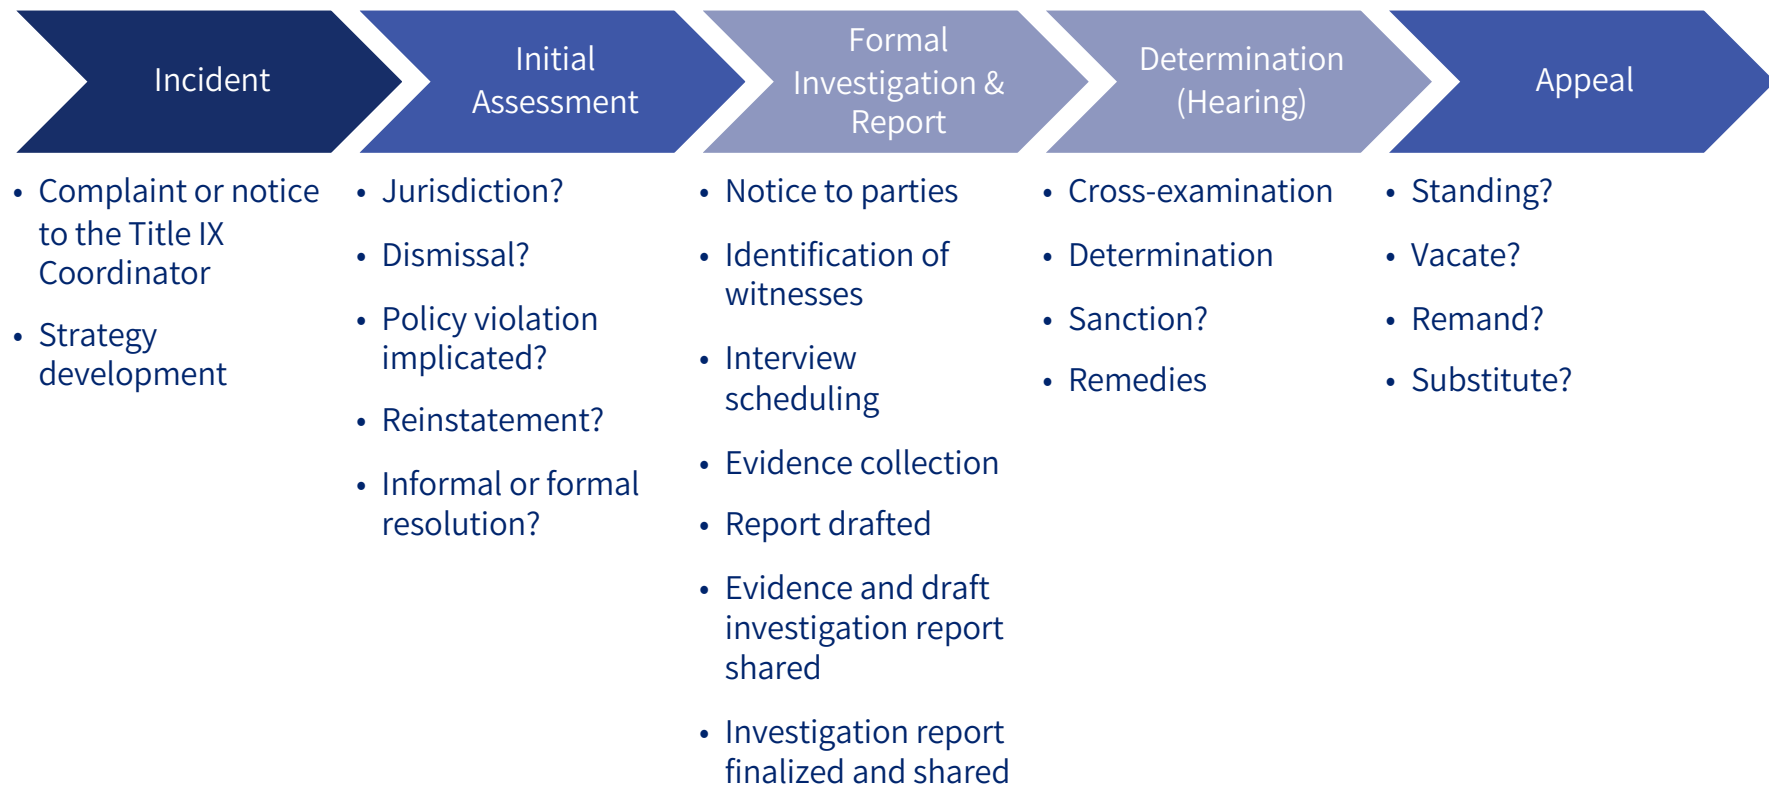 Incident
Initial
Assessment
Formal
Investigation &
Report
Determination
(Hearing)
Appeal
• Complaint or notice
to the Title IX
Coordinator
• Strategy
development
• Jurisdiction?
• Dismissal?
• Policy violation
implicated?
• Reinstatement?
• Informal or formal
resolution?
• Notice to parties
• Identification of
witnesses
• Interview
scheduling
• Evidence collection
• Report drafted
• Evidence and draft
investigation report
shared
• Investigation report
finalized and shared
• Cross-examination
• Determination
• Sanction?
• Remedies
• Standing?
• Vacate?
• Remand?
• Substitute?